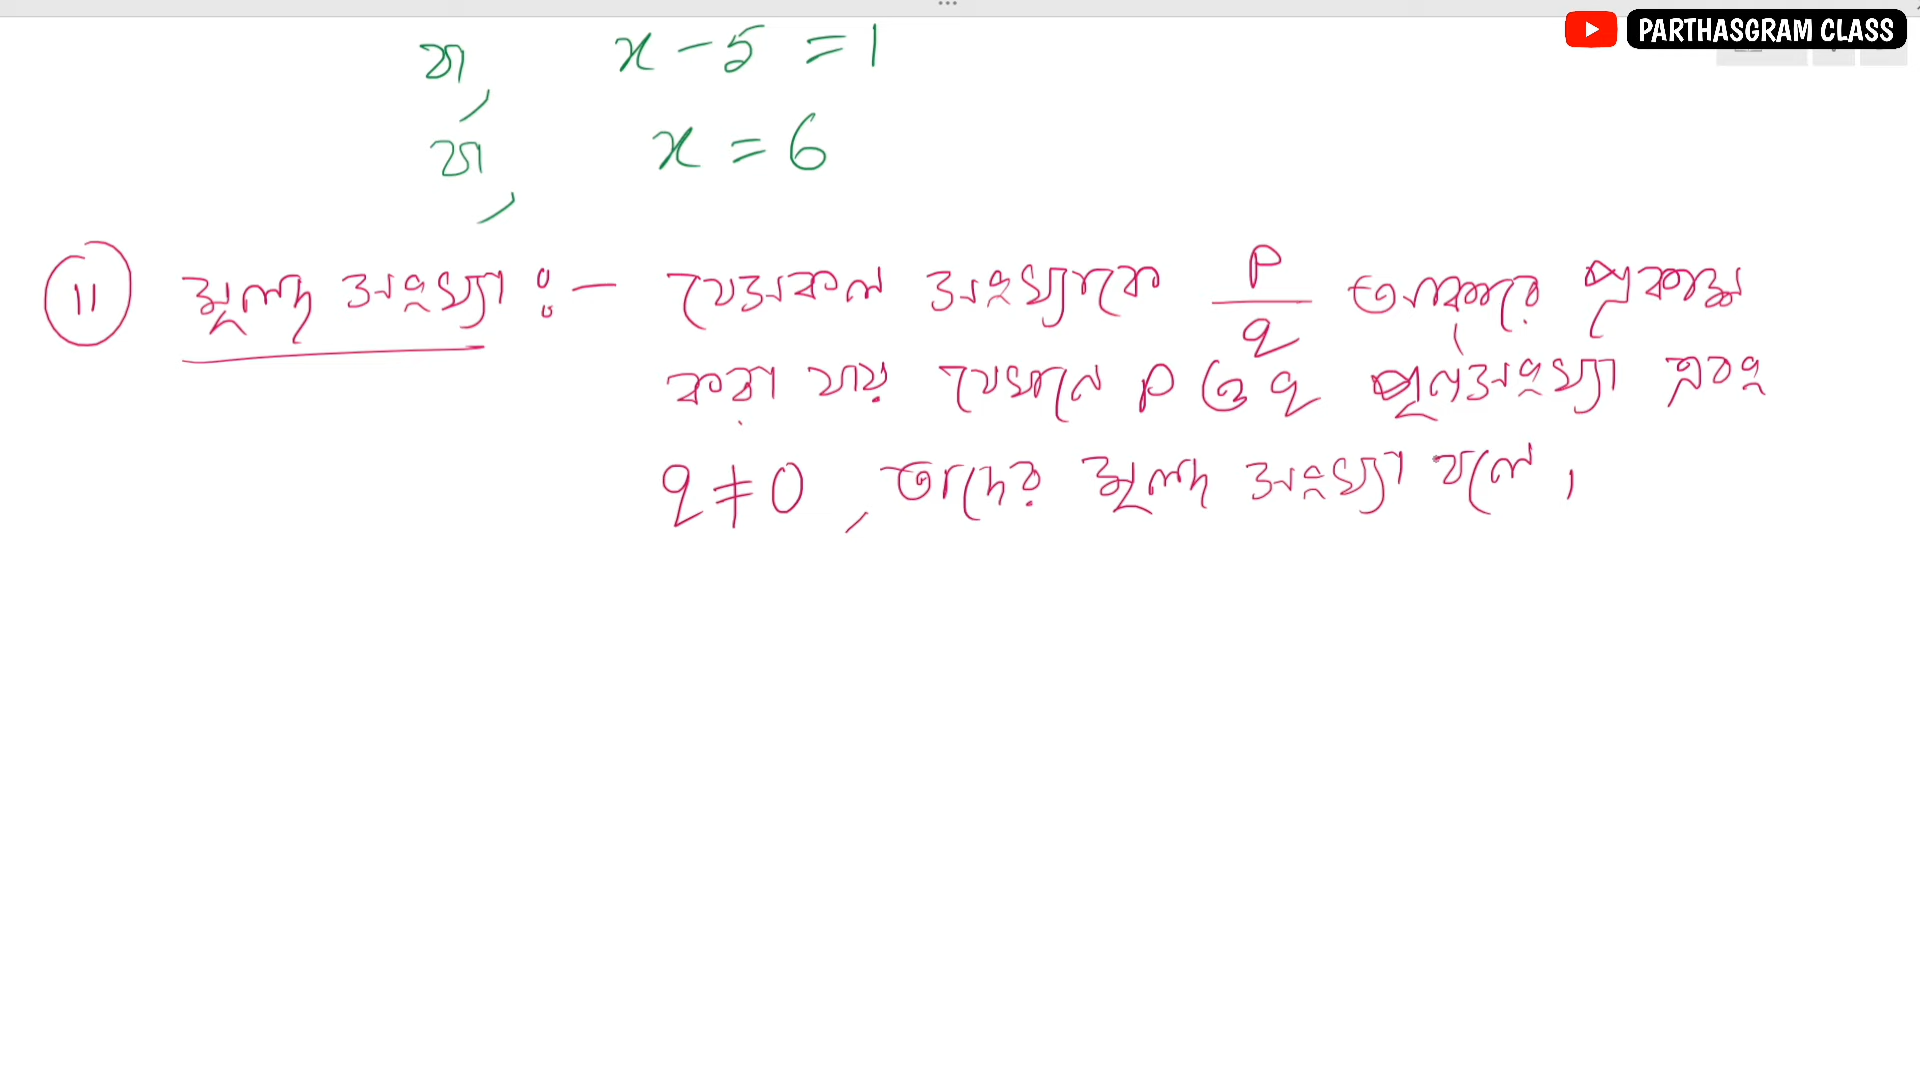 PARTHASGRAM CLASS
বা, x - 5 = 1
বা, x = 6
11 মূলদ সংখ্যা :- যেসকল সংখ্যাকে p/q আকারে প্রকাশ
করা যায় যেখানে p ও q পূর্ণসংখ্যা এবং
q ≠ 0, তাদের মূলদ সংখ্যা বলে,